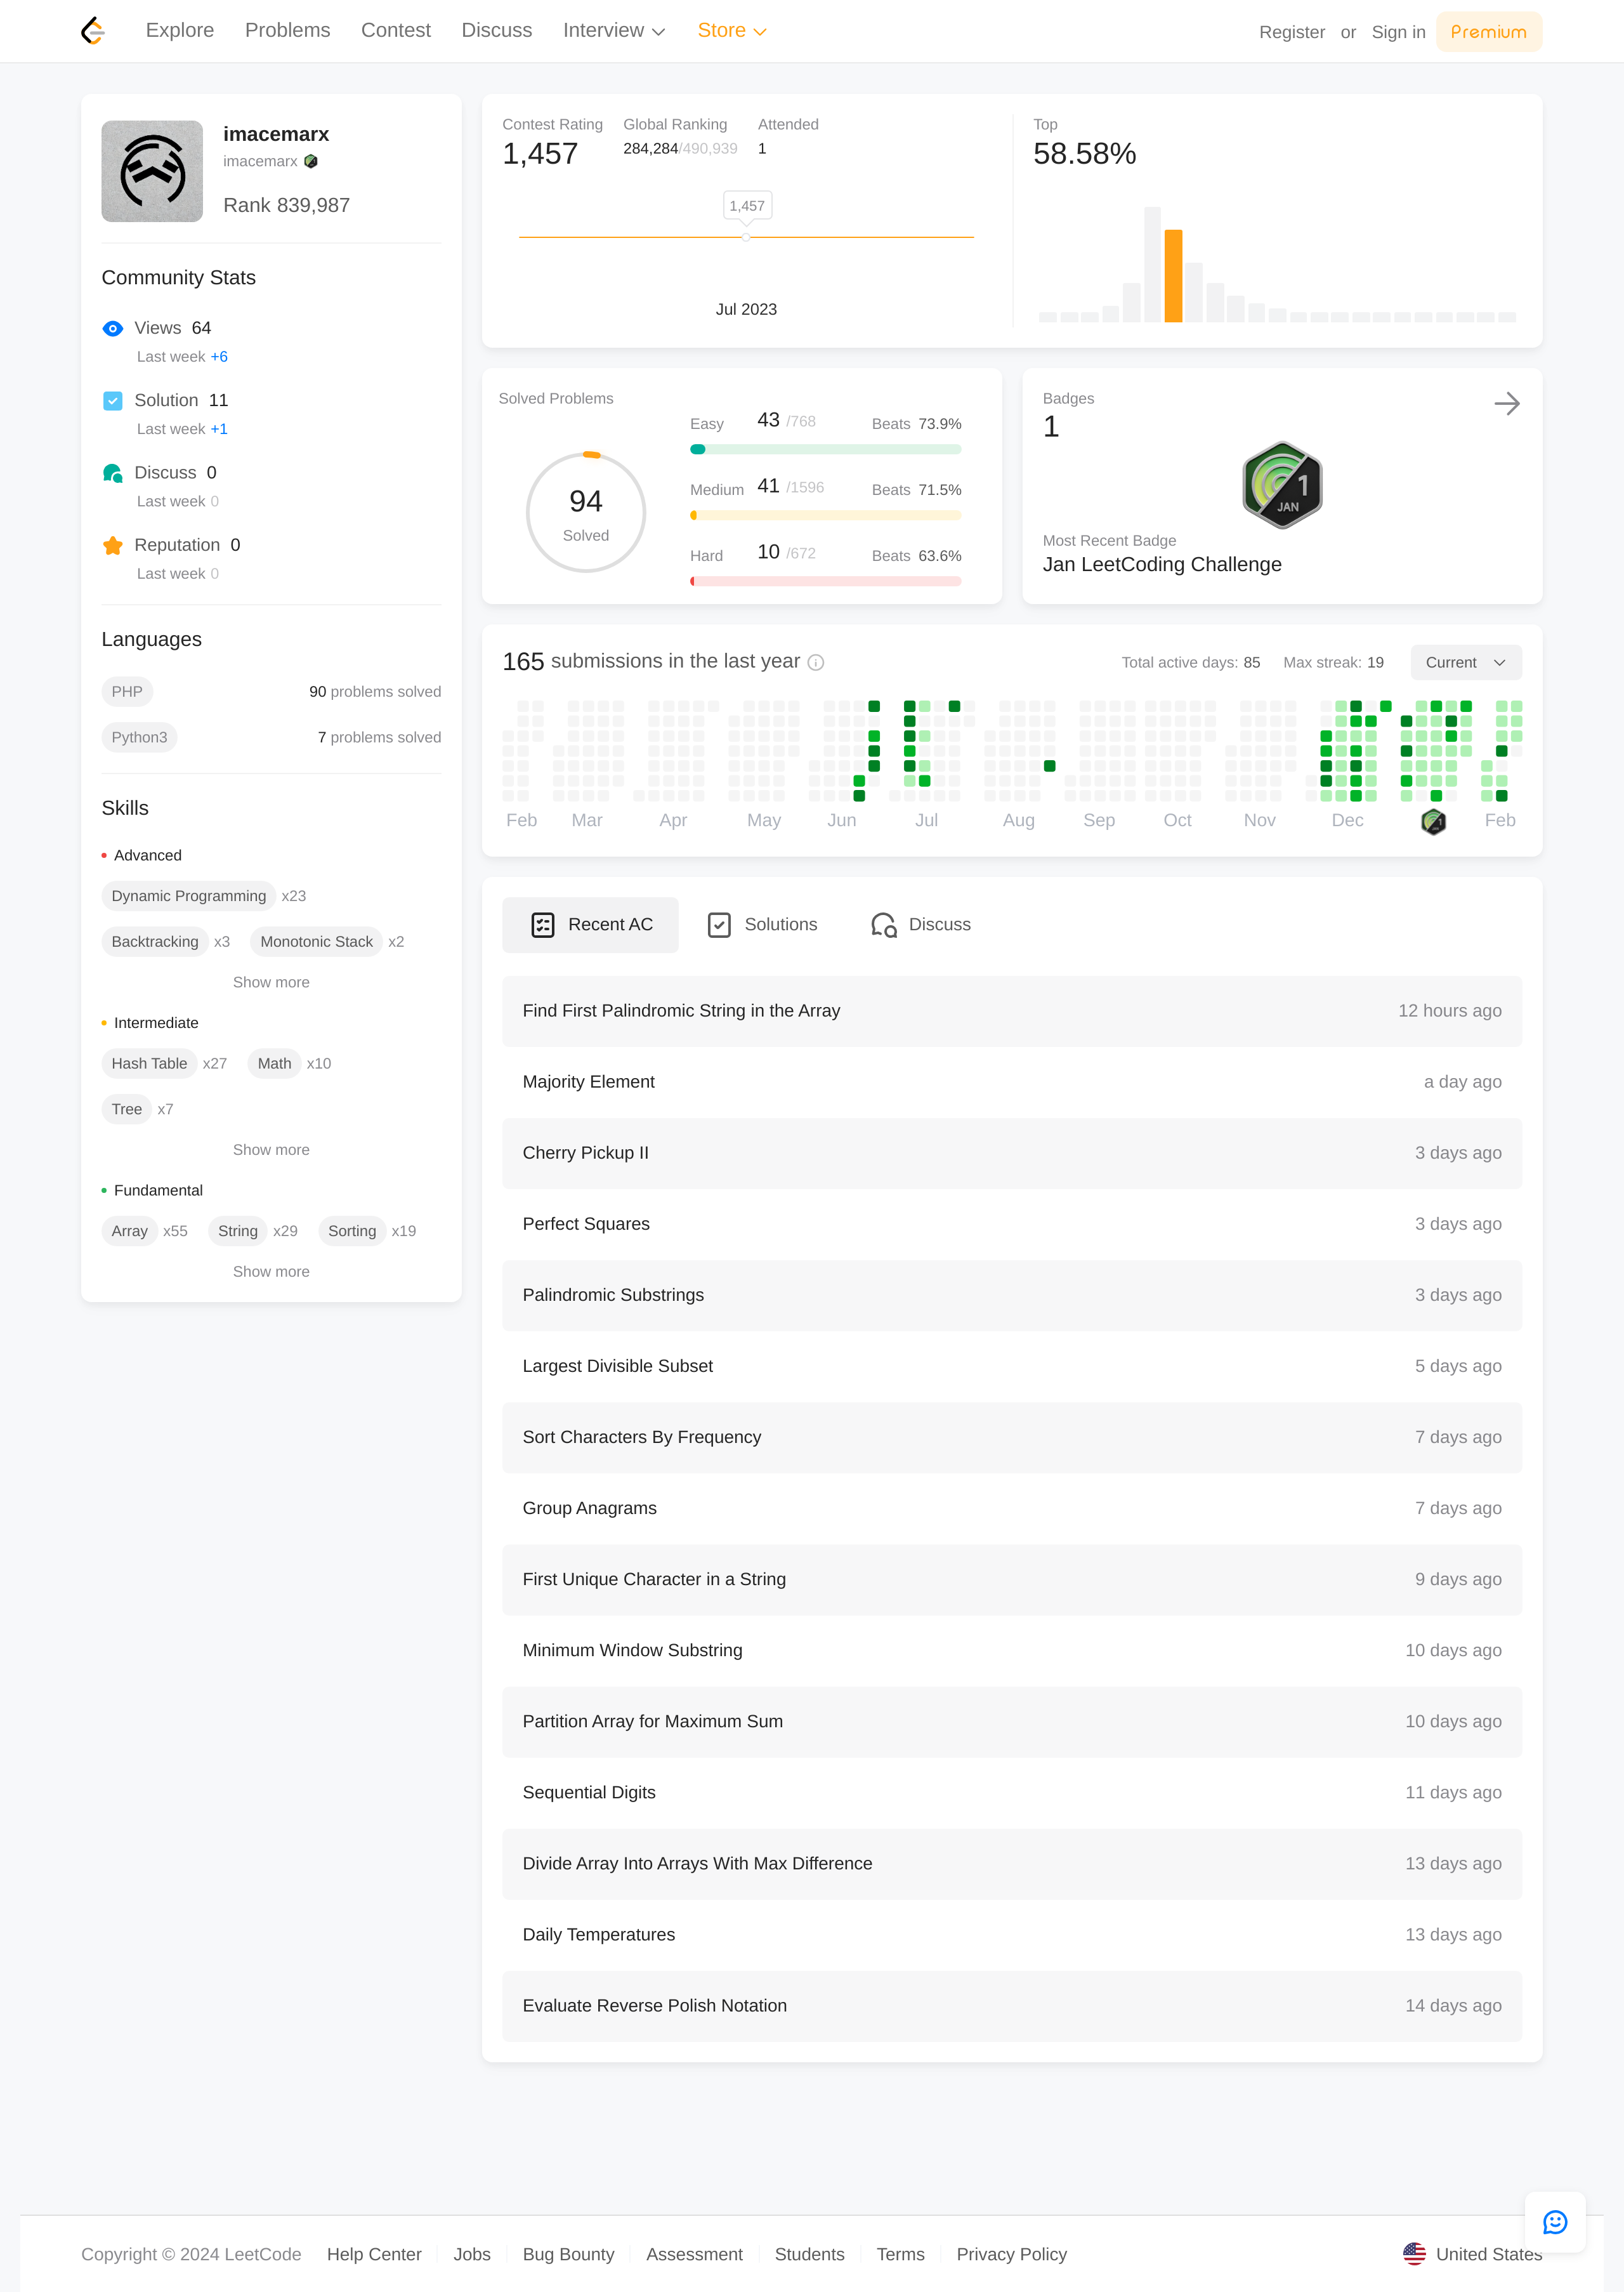 Explore Problems Contest Discuss Interview Store Register or Sign in Premium
imacemarx
imacemarx
Rank 839,987
Community Stats
Views 64
Last week +6
Solution 11
Last week +1
Discuss 0
Last week 0
Reputation 0
Last week 0
Languages
PHP 90 problems solved
Python3 7 problems solved
Skills
Advanced
Dynamic Programming x23
Backtracking x3 Monotonic Stack x2
Show more
Intermediate
Hash Table x27 Math x10
Tree x7
Show more
Fundamental
Array x55 String x29 Sorting x19
Show more
Contest Rating Global Ranking Attended
1,457 284,284/490,939 1
1,457
Jul 2023
Top
58.58%
Solved Problems
94
Solved
Easy 43 /768 Beats 73.9%
Medium 41 /1596 Beats 71.5%
Hard 10 /672 Beats 63.6%
Badges
1
1
JAN
Most Recent Badge
Jan LeetCoding Challenge
165 submissions in the last year Total active days: 85 Max streak: 19 Current
Feb Mar Apr May Jun Jul Aug Sep Oct Nov Dec Feb
Recent AC Solutions Discuss
Find First Palindromic String in the Array 12 hours ago
Majority Element a day ago
Cherry Pickup II 3 days ago
Perfect Squares 3 days ago
Palindromic Substrings 3 days ago
Largest Divisible Subset 5 days ago
Sort Characters By Frequency 7 days ago
Group Anagrams 7 days ago
First Unique Character in a String 9 days ago
Minimum Window Substring 10 days ago
Partition Array for Maximum Sum 10 days ago
Sequential Digits 11 days ago
Divide Array Into Arrays With Max Difference 13 days ago
Daily Temperatures 13 days ago
Evaluate Reverse Polish Notation 14 days ago
Copyright © 2024 LeetCode Help Center Jobs Bug Bounty Assessment Students Terms Privacy Policy United States